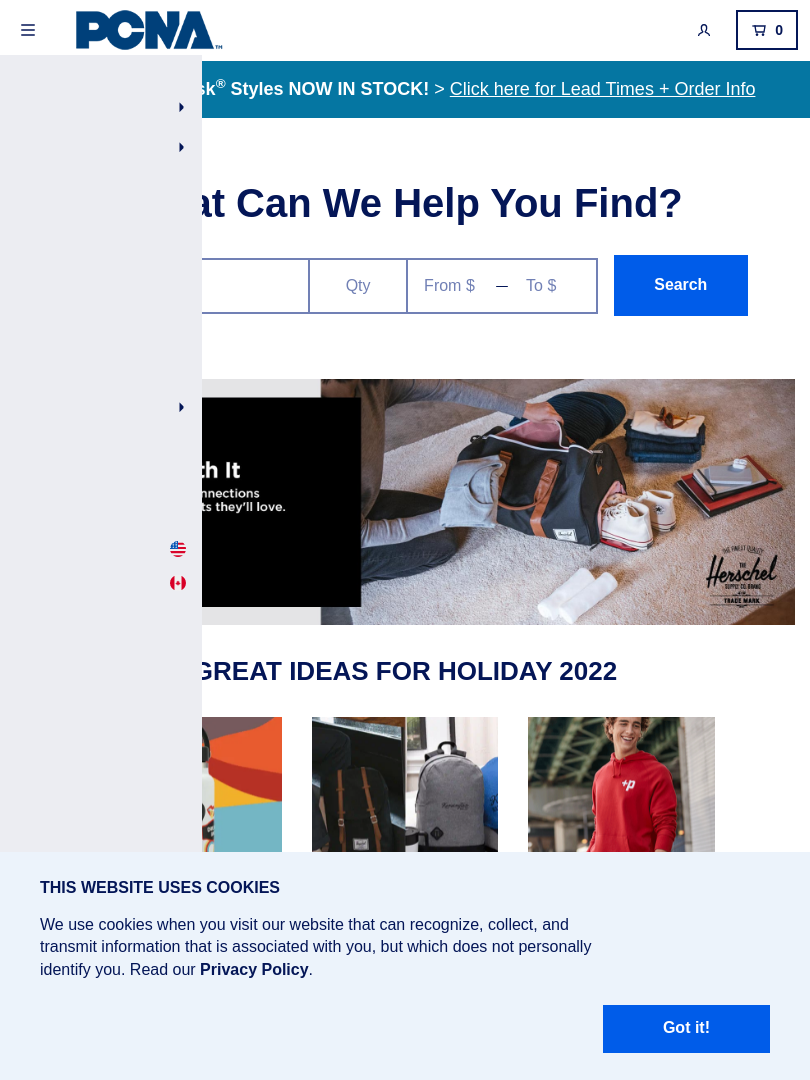 PCNA™
0
sk® Styles NOW IN STOCK! > Click here for Lead Times + Order Info
at Can We Help You Find?
Qty
From $ — To $
Search
th It
nnections
ts they'll love.
THE FINEST QUALITY
THE
Herschel
SUPPLY CO. BRAND
TRADE MARK
GREAT IDEAS FOR HOLIDAY 2022
+P
THIS WEBSITE USES COOKIES
We use cookies when you visit our website that can recognize, collect, and
transmit information that is associated with you, but which does not personally
identify you. Read our Privacy Policy.
Got it!